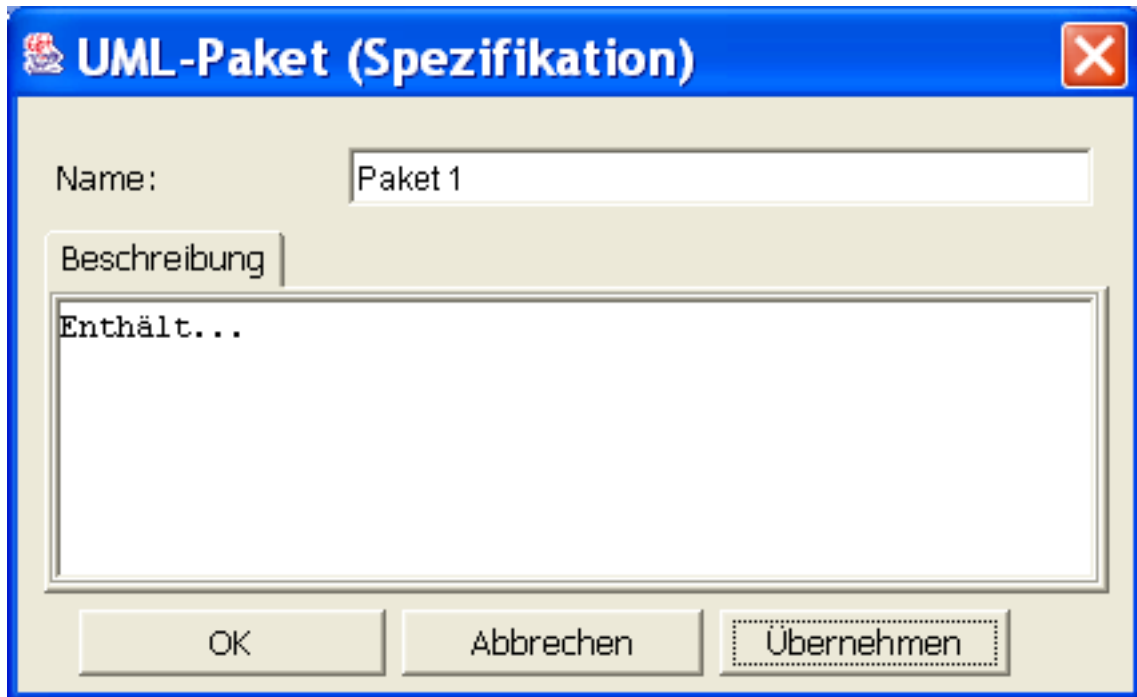 UML-Paket (Spezifikation)
Name: Paket 1
Beschreibung
Enthält...
OK Abbrechen Übernehmen